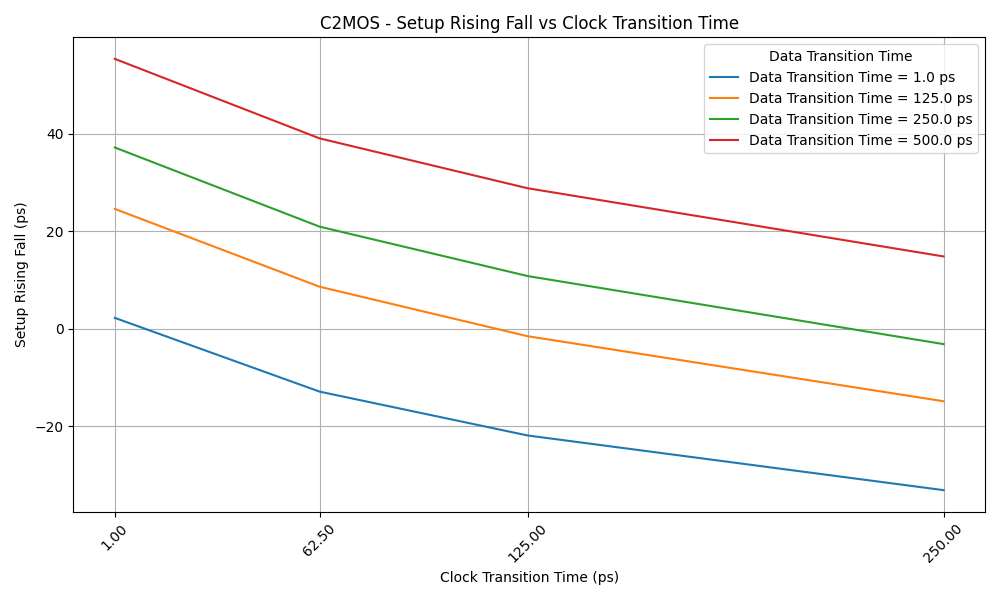 C2MOS - Setup Rising Fall vs Clock Transition Time
Data Transition Time
Data Transition Time = 1.0 ps
Data Transition Time = 125.0 ps
Data Transition Time = 250.0 ps
Data Transition Time = 500.0 ps
Setup Rising Fall (ps)
40
20
0
−20
1.00
62.50
125.00
250.00
Clock Transition Time (ps)